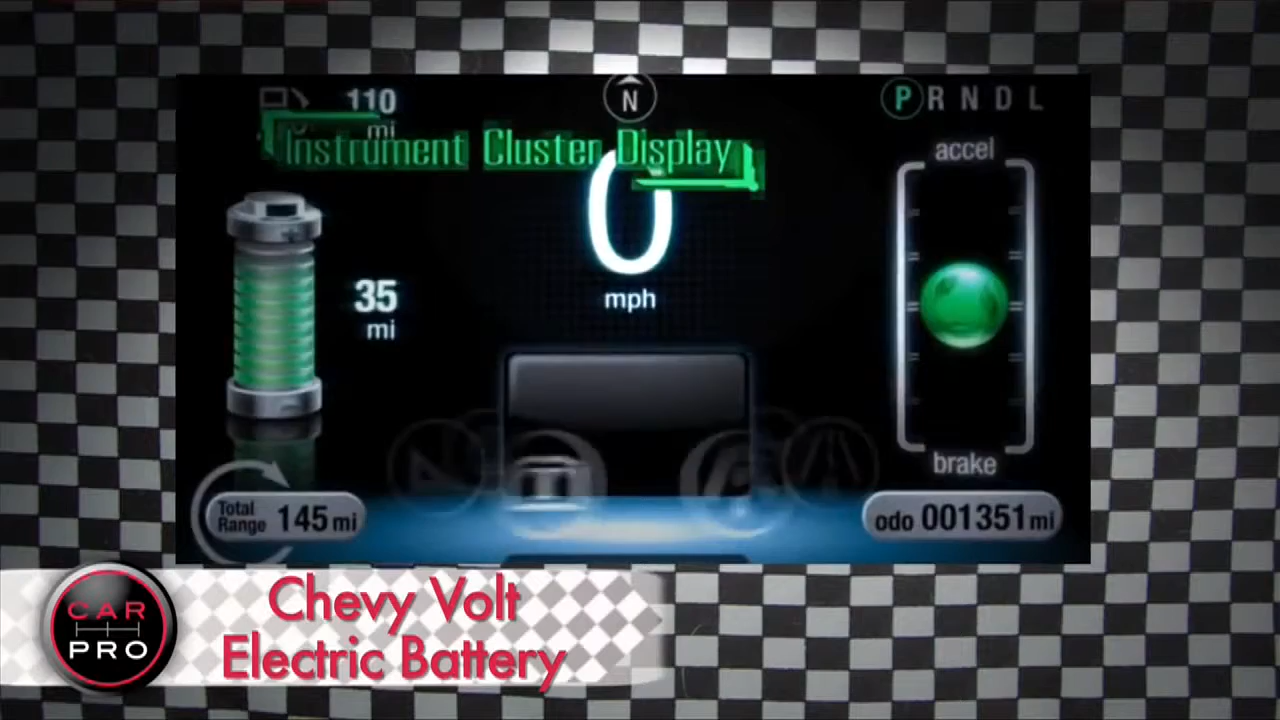 110
mi
N
P R N D L
Instrument Cluster Display
accel
0
mph
35
mi
brake
Total
Range 145 mi
odo 001351 mi
CAR
PRO
Chevy Volt
Electric Battery